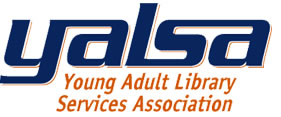 yalsa
Young Adult Library
Services Association